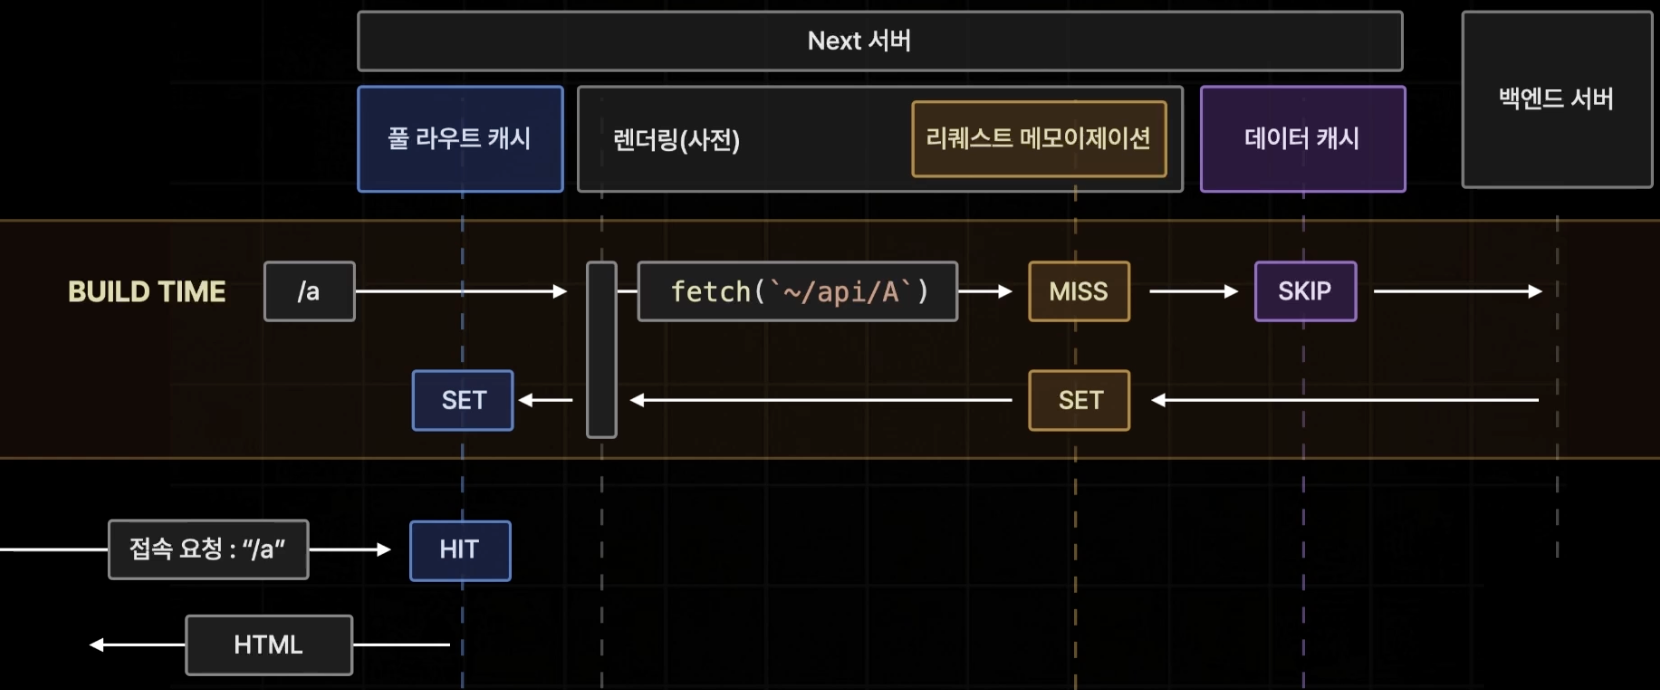 Next 서버
백엔드 서버
풀 라우트 캐시
렌더링(사전)
리퀘스트 메모이제이션
데이터 캐시
BUILD TIME
/a
fetch(`~/api/A`)
MISS
SKIP
SET
SET
접속 요청 : “/a”
HIT
HTML